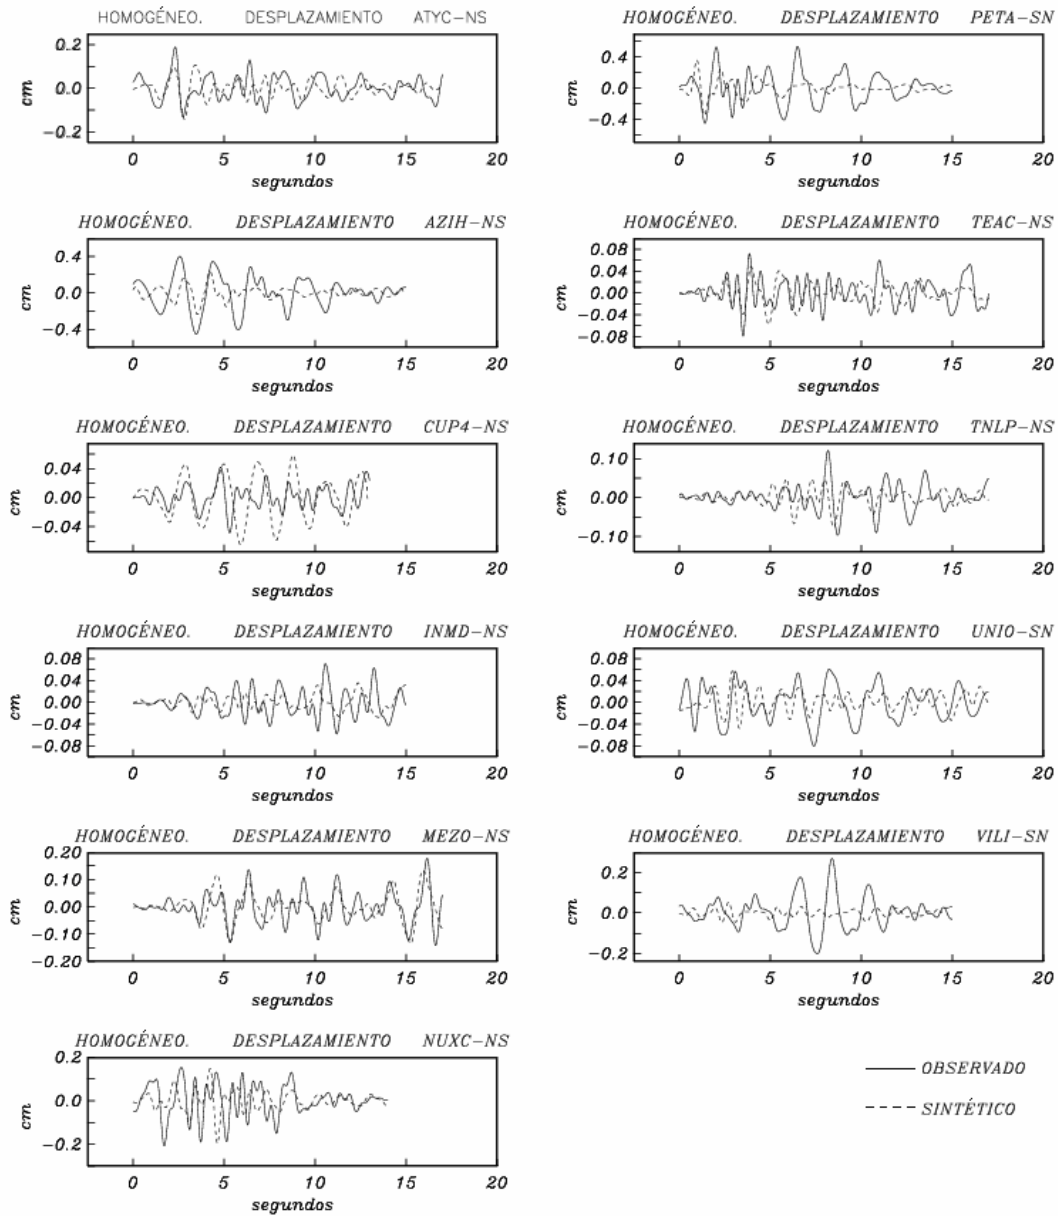 HOMOGÉNEO. DESPLAZAMIENTO ATYC-NS
0.2
0.0
-0.2
cm
0 5 10 15 20
segundos
HOMOGÉNEO. DESPLAZAMIENTO PETA-SN
0.4
0.0
-0.4
cm
0 5 10 15 20
segundos
HOMOGÉNEO. DESPLAZAMIENTO AZIH-NS
0.4
0.0
-0.4
cm
0 5 10 15 20
segundos
HOMOGÉNEO. DESPLAZAMIENTO TEAC-NS
0.08
0.04
0.00
-0.04
-0.08
cm
0 5 10 15 20
segundos
HOMOGÉNEO. DESPLAZAMIENTO CUP4-NS
0.04
0.00
-0.04
cm
0 5 10 15 20
segundos
HOMOGÉNEO. DESPLAZAMIENTO TNLP-NS
0.10
0.00
-0.10
cm
0 5 10 15 20
segundos
HOMOGÉNEO. DESPLAZAMIENTO INMD-NS
0.08
0.04
0.00
-0.04
-0.08
cm
0 5 10 15 20
segundos
HOMOGÉNEO. DESPLAZAMIENTO UNIO-SN
0.08
0.04
0.00
-0.04
-0.08
cm
0 5 10 15 20
segundos
HOMOGÉNEO. DESPLAZAMIENTO MEZO-NS
0.20
0.10
0.00
-0.10
-0.20
cm
0 5 10 15 20
segundos
HOMOGÉNEO. DESPLAZAMIENTO VILI-SN
0.2
0.0
-0.2
cm
0 5 10 15 20
segundos
HOMOGÉNEO. DESPLAZAMIENTO NUXC-NS
0.2
0.0
-0.2
cm
0 5 10 15 20
segundos
OBSERVADO
SINTÉTICO